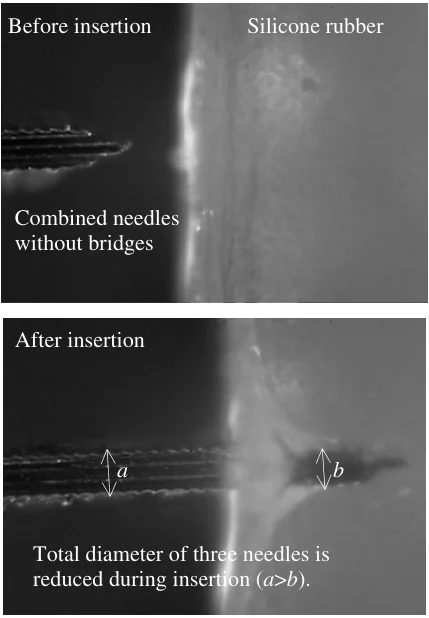 Before insertion
Silicone rubber
Combined needles
without bridges
After insertion
a
b
Total diameter of three needles is
reduced during insertion (a>b).